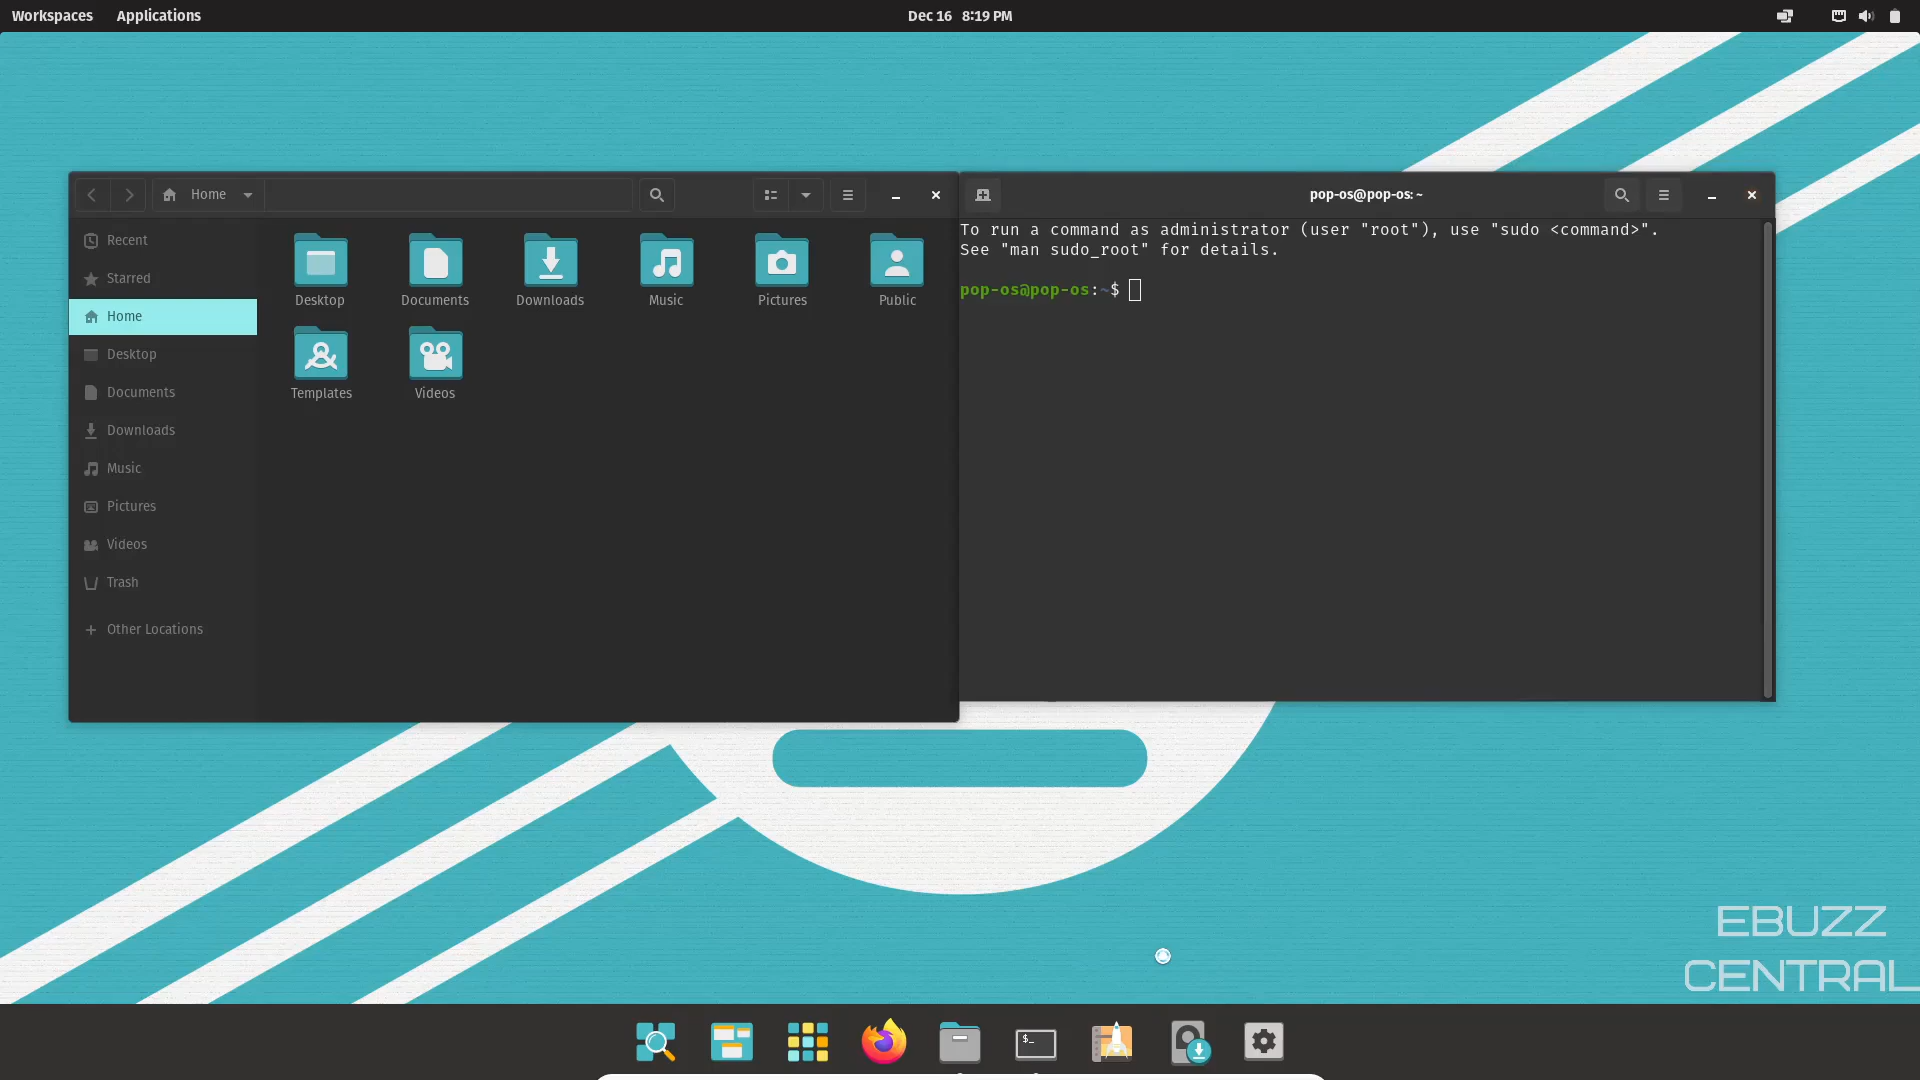 Workspaces
Applications
Dec 16 8:19 PM
Home
Recent
Starred
Home
Desktop
Documents
Downloads
Music
Pictures
Videos
Trash
Other Locations
Desktop
Documents
Downloads
Music
Pictures
Public
Templates
Videos
pop-os@pop-os: ~
To run a command as administrator (user "root"), use "sudo <command>".
See "man sudo_root" for details.
pop-os@pop-os:~$
EBUZZ
CENTRAL
$_